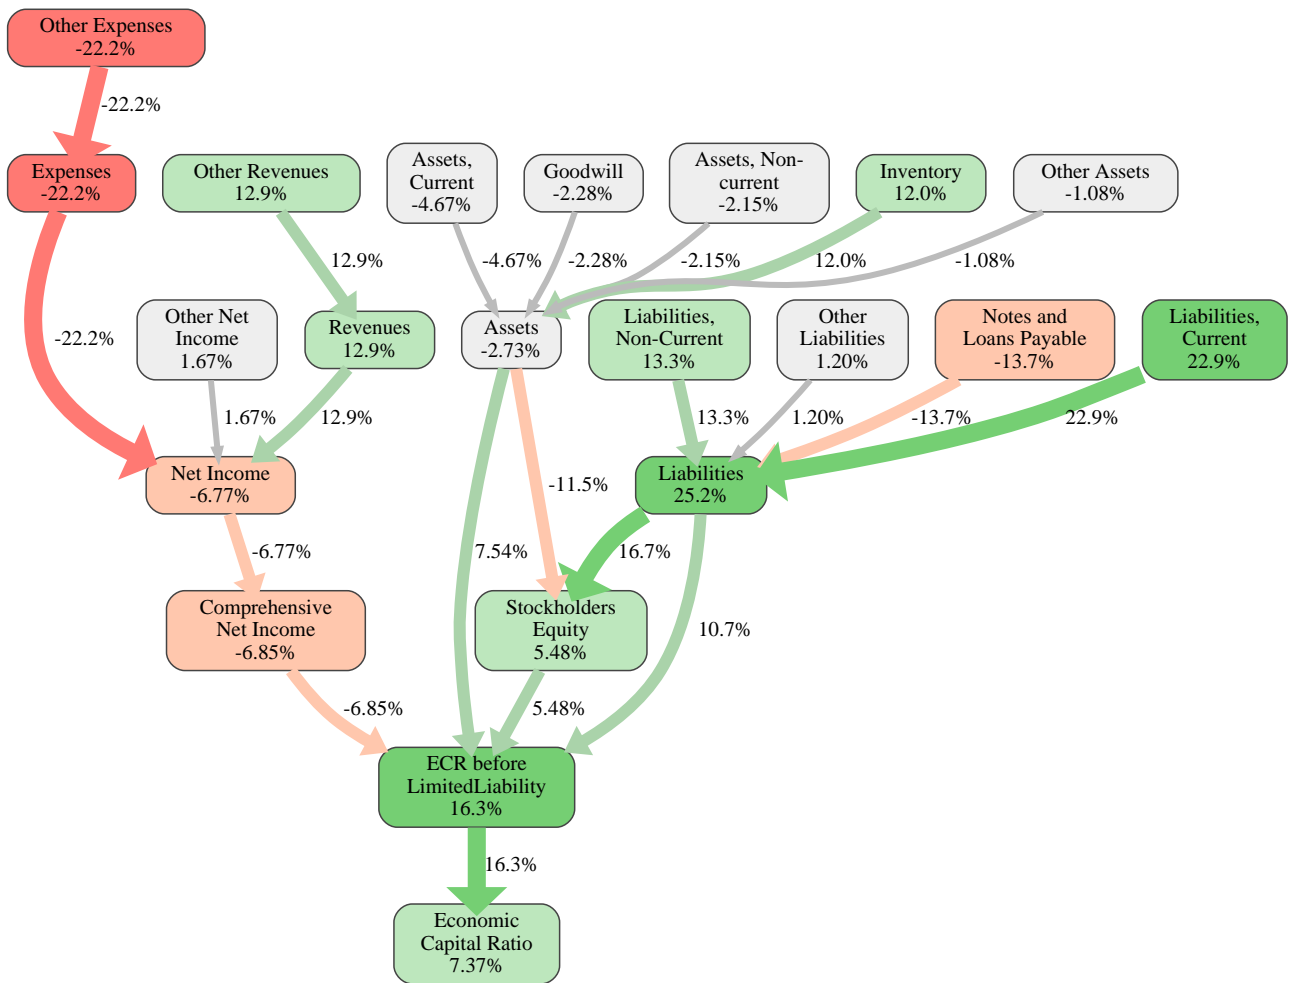 Other Expenses
-22.2%
-22.2%
Expenses
-22.2%
Other Revenues
12.9%
Assets,
Current
-4.67%
Goodwill
-2.28%
Assets, Non-
current
-2.15%
Inventory
12.0%
Other Assets
-1.08%
12.9%
-4.67%
-2.28%
-2.15%
12.0%
-1.08%
-22.2%
Other Net
Income
1.67%
Revenues
12.9%
Assets
-2.73%
Liabilities,
Non-Current
13.3%
Other
Liabilities
1.20%
Notes and
Loans Payable
-13.7%
Liabilities,
Current
22.9%
1.67%
12.9%
13.3%
1.20%
-13.7%
22.9%
Net Income
-6.77%
-11.5%
Liabilities
25.2%
-6.77%
7.54%
16.7%
Comprehensive
Net Income
-6.85%
Stockholders
Equity
5.48%
10.7%
-6.85%
5.48%
ECR before
LimitedLiability
16.3%
16.3%
Economic
Capital Ratio
7.37%